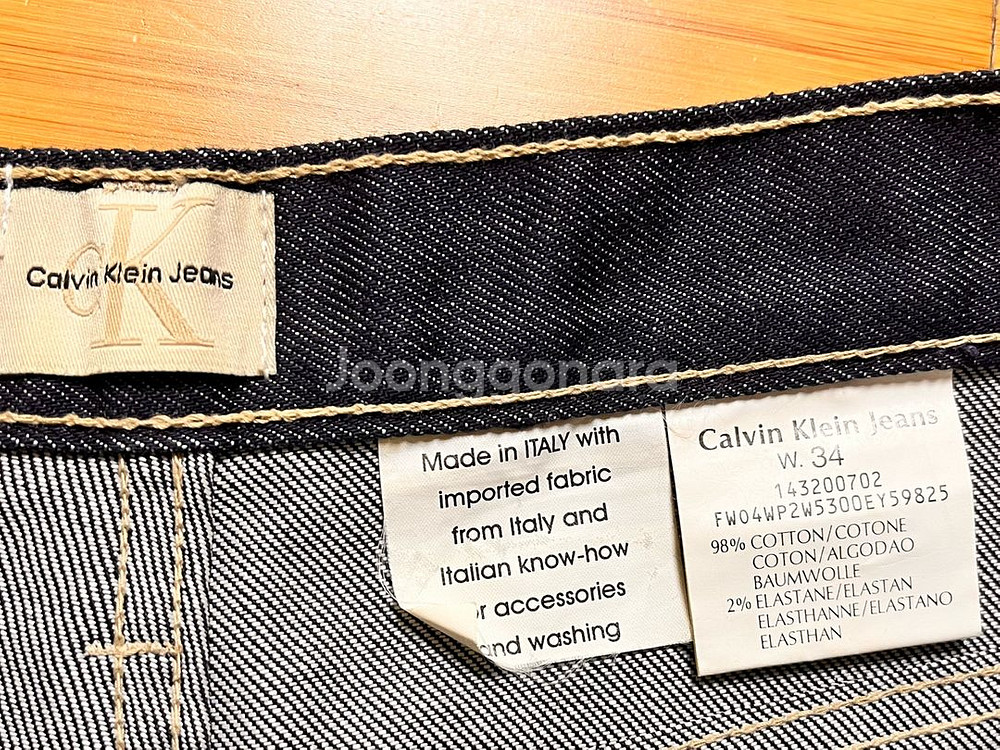 cK
Calvin Klein Jeans
Joonggonara
Made in ITALY with
imported fabric
from Italy and
Italian know-how
r accessories
nd washing
Calvin Klein Jeans
W. 34
143200702
FW04WP2W5300EY59825
98% COTTON/COTONE
COTON/ALGODAO
BAUMWOLLE
2% ELASTANE/ELASTAN
ELASTHANNE/ELASTANO
ELASTHAN